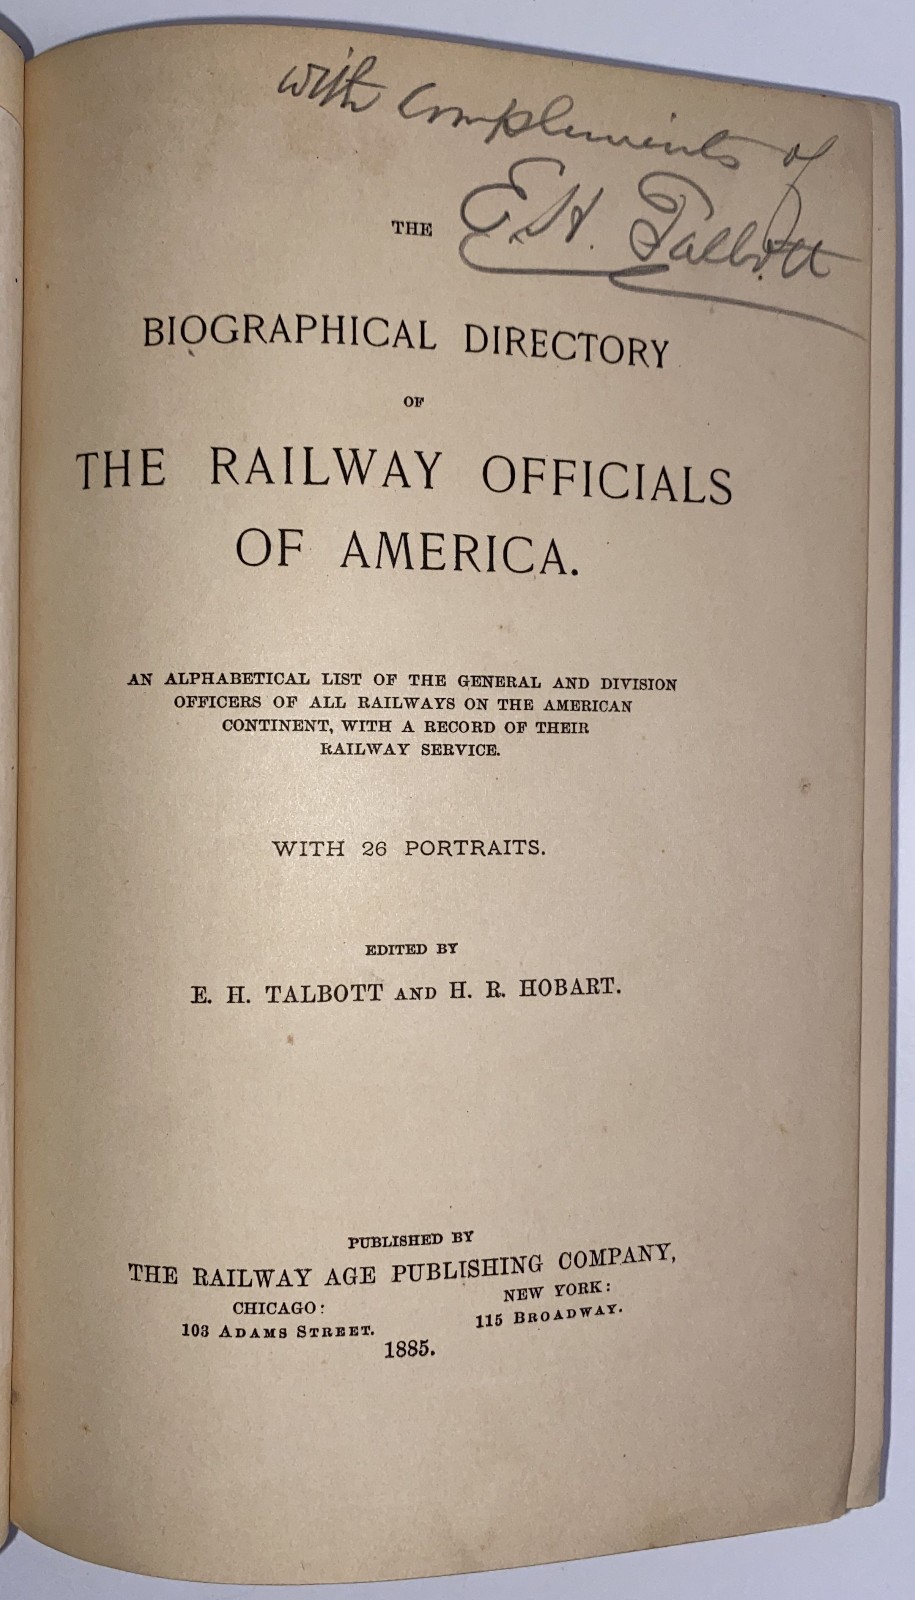 with compliments of
E. H. Talbott
THE
BIOGRAPHICAL DIRECTORY
OF
THE RAILWAY OFFICIALS
OF AMERICA.
AN ALPHABETICAL LIST OF THE GENERAL AND DIVISION
OFFICERS OF ALL RAILWAYS ON THE AMERICAN
CONTINENT, WITH A RECORD OF THEIR
RAILWAY SERVICE.
WITH 26 PORTRAITS.
EDITED BY
E. H. TALBOTT AND H. R. HOBART.
PUBLISHED BY
THE RAILWAY AGE PUBLISHING COMPANY,
CHICAGO:
103 ADAMS STREET.
NEW YORK:
115 BROADWAY.
1885.